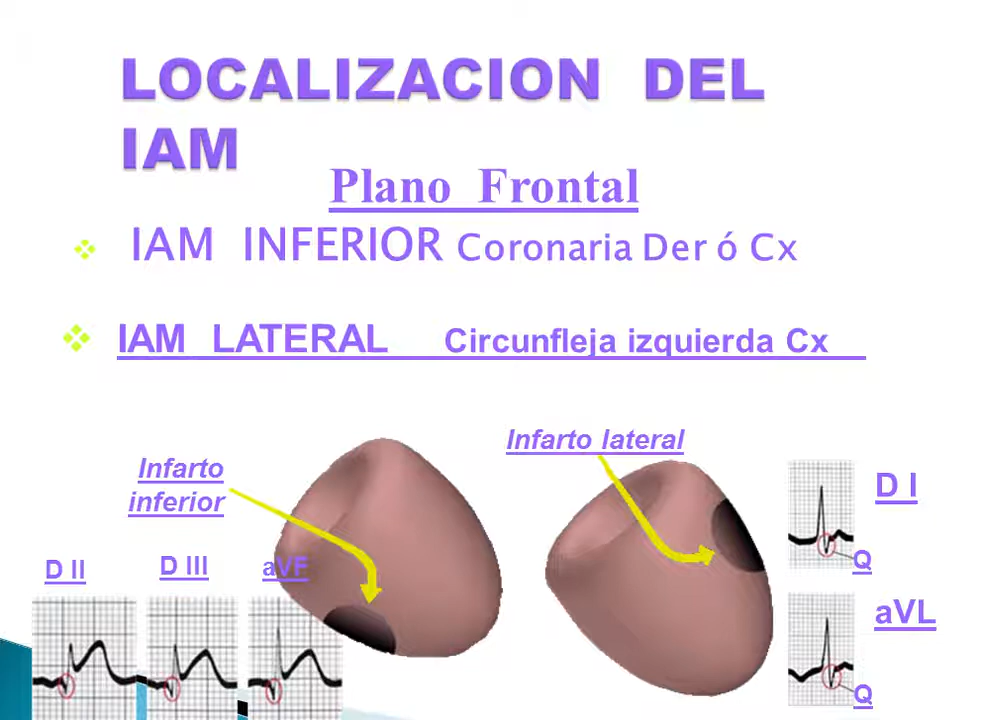 LOCALIZACION DEL
IAM
Plano Frontal
IAM INFERIOR Coronaria Der ó Cx
IAM LATERAL Circunfleja izquierda Cx
Infarto lateral
Infarto
inferior
D I
D II
D III
aVF
Q
aVL
Q